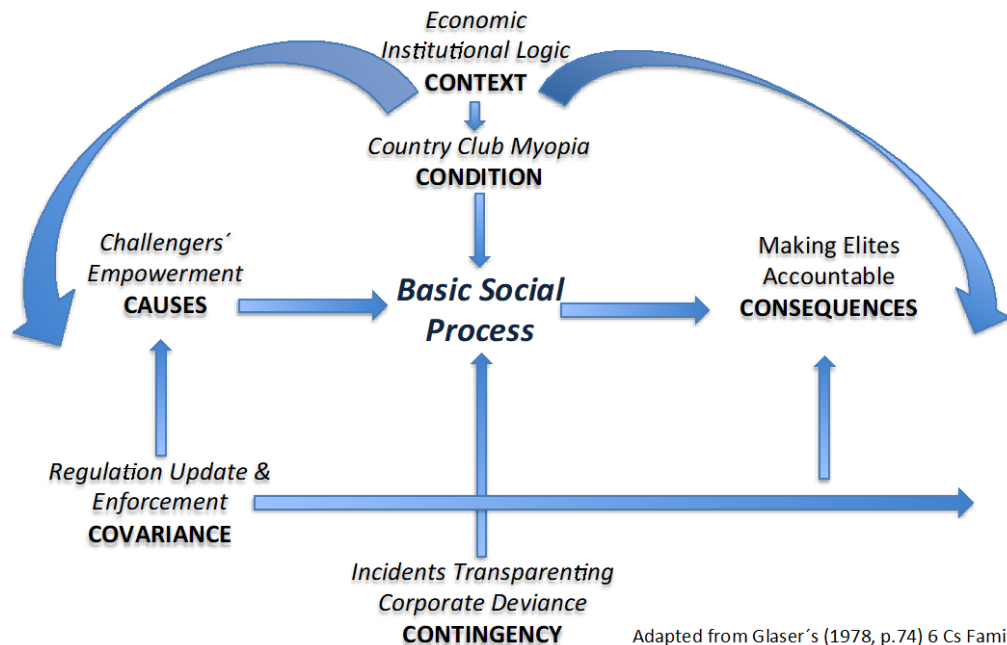 Economic
Institutional Logic
CONTEXT
Country Club Myopia
CONDITION
Challengers´
Empowerment
CAUSES
Basic Social
Process
Making Elites
Accountable
CONSEQUENCES
Regulation Update &
Enforcement
COVARIANCE
Incidents Transparenting
Corporate Deviance
CONTINGENCY
Adapted from Glaser´s (1978, p.74) 6 Cs Fami